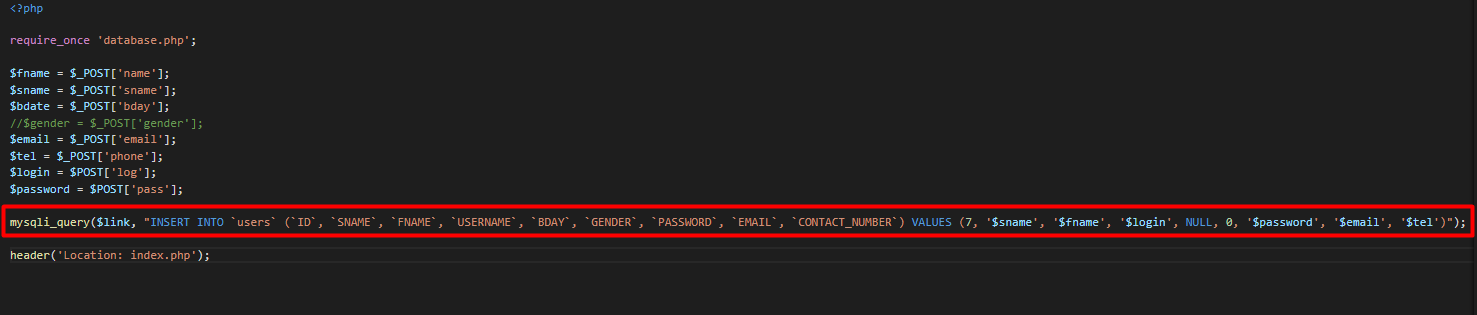 <?php
require_once 'database.php';
$fname = $_POST['name'];
$sname = $_POST['sname'];
$bdate = $_POST['bday'];
//$gender = $_POST['gender'];
$email = $_POST['email'];
$tel = $_POST['phone'];
$login = $POST['log'];
$password = $POST['pass'];
mysqli_query($link, "INSERT INTO `users` (`ID`, `SNAME`, `FNAME`, `USERNAME`, `BDAY`, `GENDER`, `PASSWORD`, `EMAIL`, `CONTACT_NUMBER`) VALUES (7, '$sname', '$fname', '$login', NULL, 0, '$password', '$email', '$tel')");
header('Location: index.php');